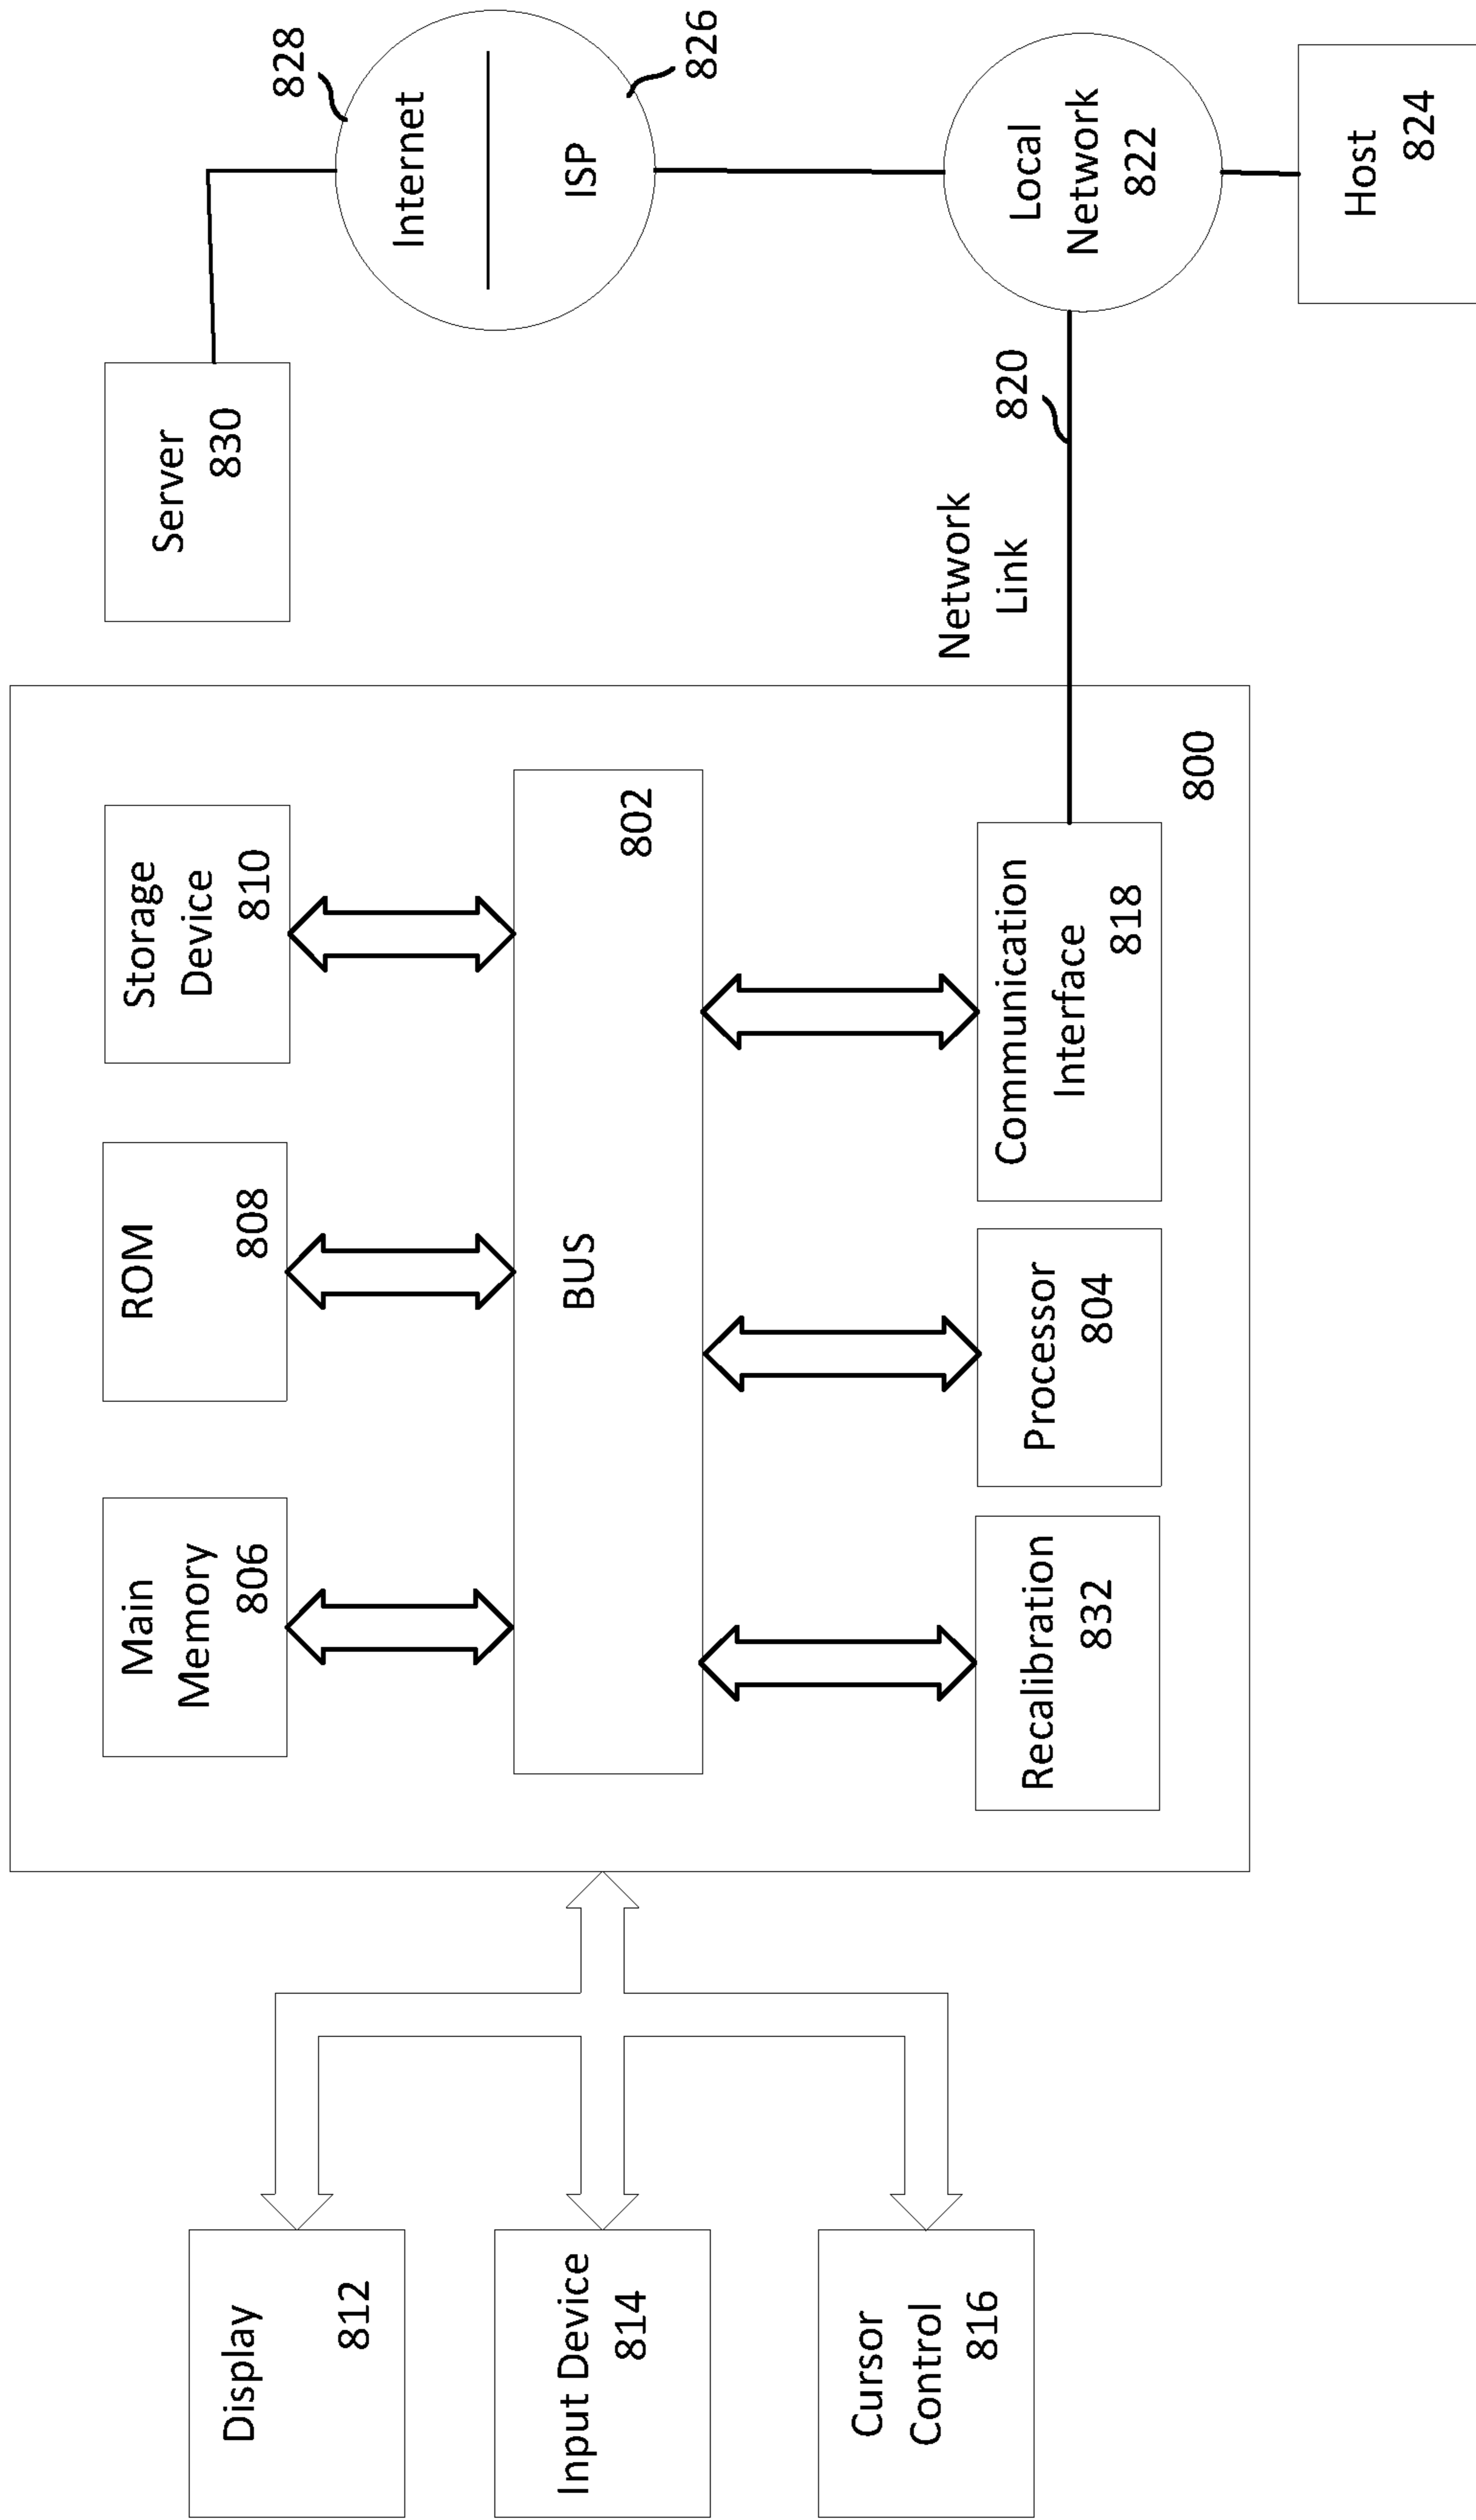 Display
812
Input Device
814
Cursor
Control
816
Main
Memory
806
ROM
808
Storage
Device
810
BUS
802
Recalibration
832
Processor
804
Communication
Interface
818
800
Server
830
828
Internet
ISP
826
Network
Link
820
Local
Network
822
Host
824